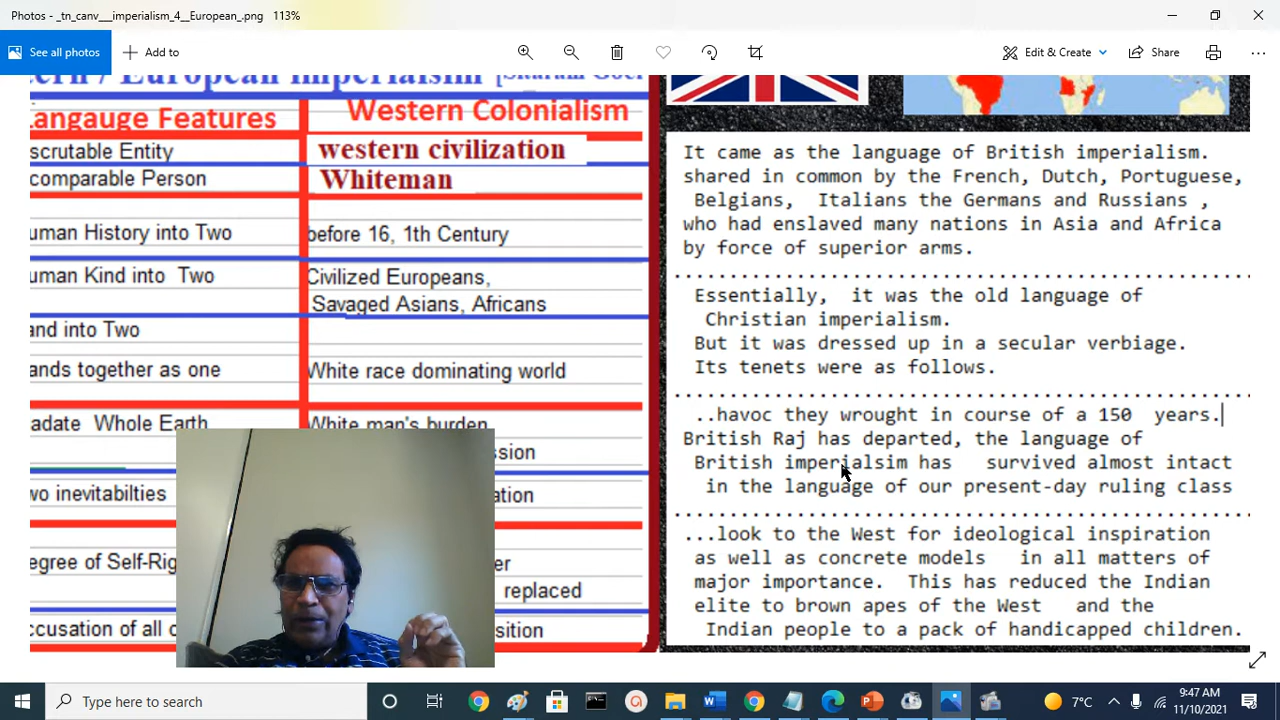 Photos - _tn_canv___imperialism_4__European_.png 113%
See all photos
Add to
Edit & Create
Share
European Imperialsim
Langauge Features
Western Colonialism
scrutable Entity
western civilization
comparable Person
Whiteman
uman History into Two
before 16, 1th Century
uman Kind into Two
Civilized Europeans,
Savaged Asians, Africans
and into Two
ands together as one
White race dominating world
adate Whole Earth
White man's burden
ssion
wo inevitabilties
ation
egree of Self-Rig
er
replaced
ccusation of all o
sition
It came as the language of British imperialism.
shared in common by the French, Dutch, Portuguese,
Belgians, Italians the Germans and Russians ,
who had enslaved many nations in Asia and Africa
by force of superior arms.
Essentially, it was the old language of
Christian imperialism.
But it was dressed up in a secular verbiage.
Its tenets were as follows.
..havoc they wrought in course of a 150 years.
British Raj has departed, the language of
British imperialsim has survived almost intact
in the language of our present-day ruling class
...look to the West for ideological inspiration
as well as concrete models in all matters of
major importance. This has reduced the Indian
elite to brown apes of the West and the
Indian people to a pack of handicapped children.
Type here to search
7°C
9:47 AM
11/10/2021